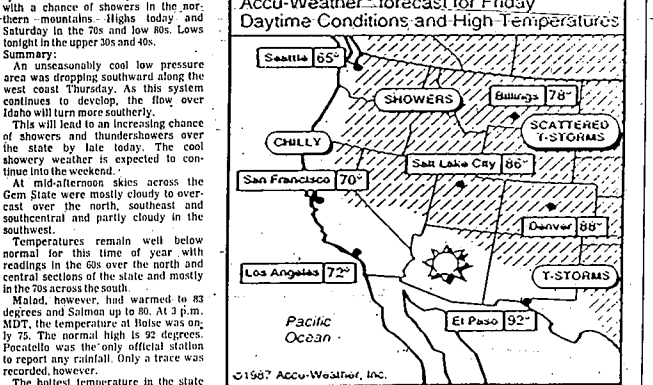 with a chance of showers in the nor-
thern mountains. Highs today and
Saturday in the 70s and low 80s. Lows
tonight in the upper 30s and 40s.
Summary:
An unseasonably cool low pressure
area was dropping southward along the
west coast Thursday. As this system
continues to develop, the flow over
Idaho will turn more southerly.
This will lead to an increasing chance
of showers and thundershowers over
the state by late today. The cool
showery weather is expected to con-
tinue into the weekend.
At mid-afternoon skies across the
Gem State were mostly cloudy to over-
cast over the north, southeast and
southcentral and partly cloudy in the
southwest.
Temperatures remain well below
normal for this time of year with
readings in the 60s over the north and
central sections of the state and mostly
in the 70s across the south.
Malad, however, had warmed to 83
degrees and Salmon up to 80. At 3 p.m.
MDT, the temperature at Boise was on-
ly 75. The normal high is 92 degrees.
Pocatello was the only official station
to report any rainfall. Only a trace was
recorded, however.
The hottest temperature in the state
Accu-Weather forecast for Friday
Daytime Conditions and High Temperatures
Seattle 65°
SHOWERS
Billings 78°
SCATTERED
T-STORMS
CHILLY
Salt Lake City 86°
San Francisco 70°
Denver 88°
Los Angeles 72°
T-STORMS
El Paso 92°
Pacific
Ocean
©1987 Accu-Weather, Inc.